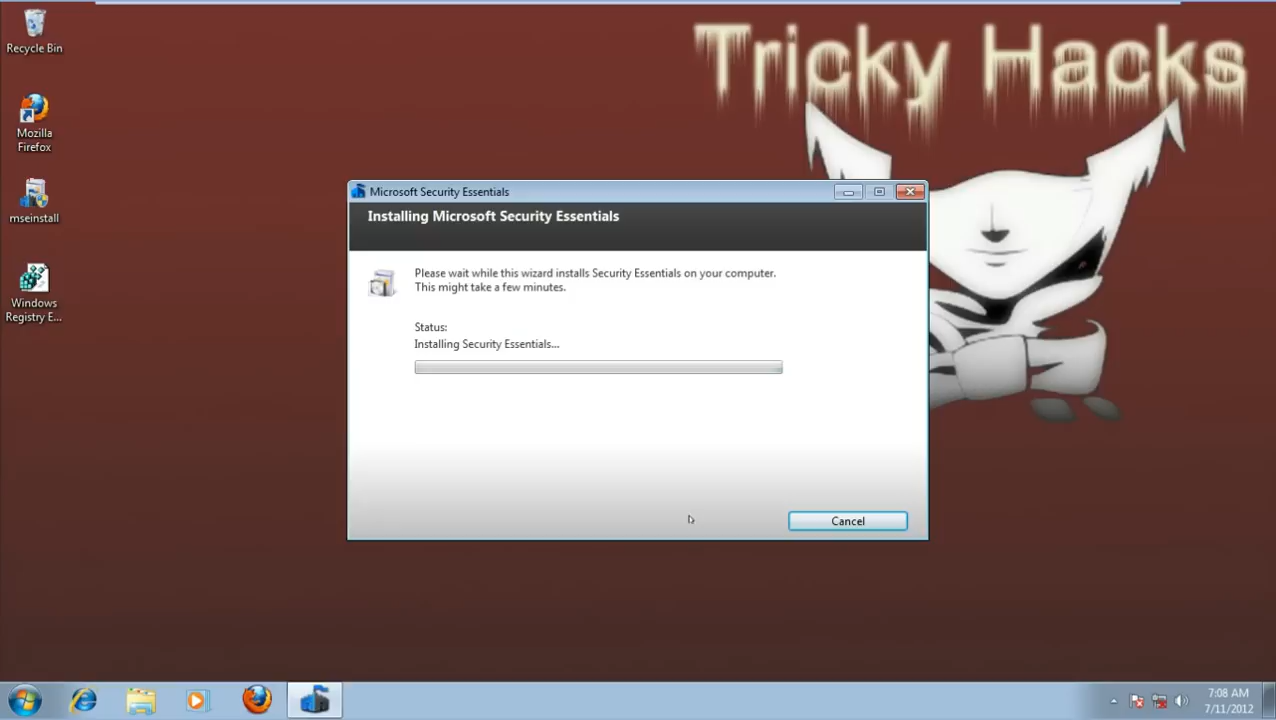 Recycle Bin
Mozilla
Firefox
mseinstall
Windows
Registry E...
Tricky Hacks
Microsoft Security Essentials
Installing Microsoft Security Essentials
Please wait while this wizard installs Security Essentials on your computer.
This might take a few minutes.
Status:
Installing Security Essentials...
Cancel
7:08 AM
7/11/2012